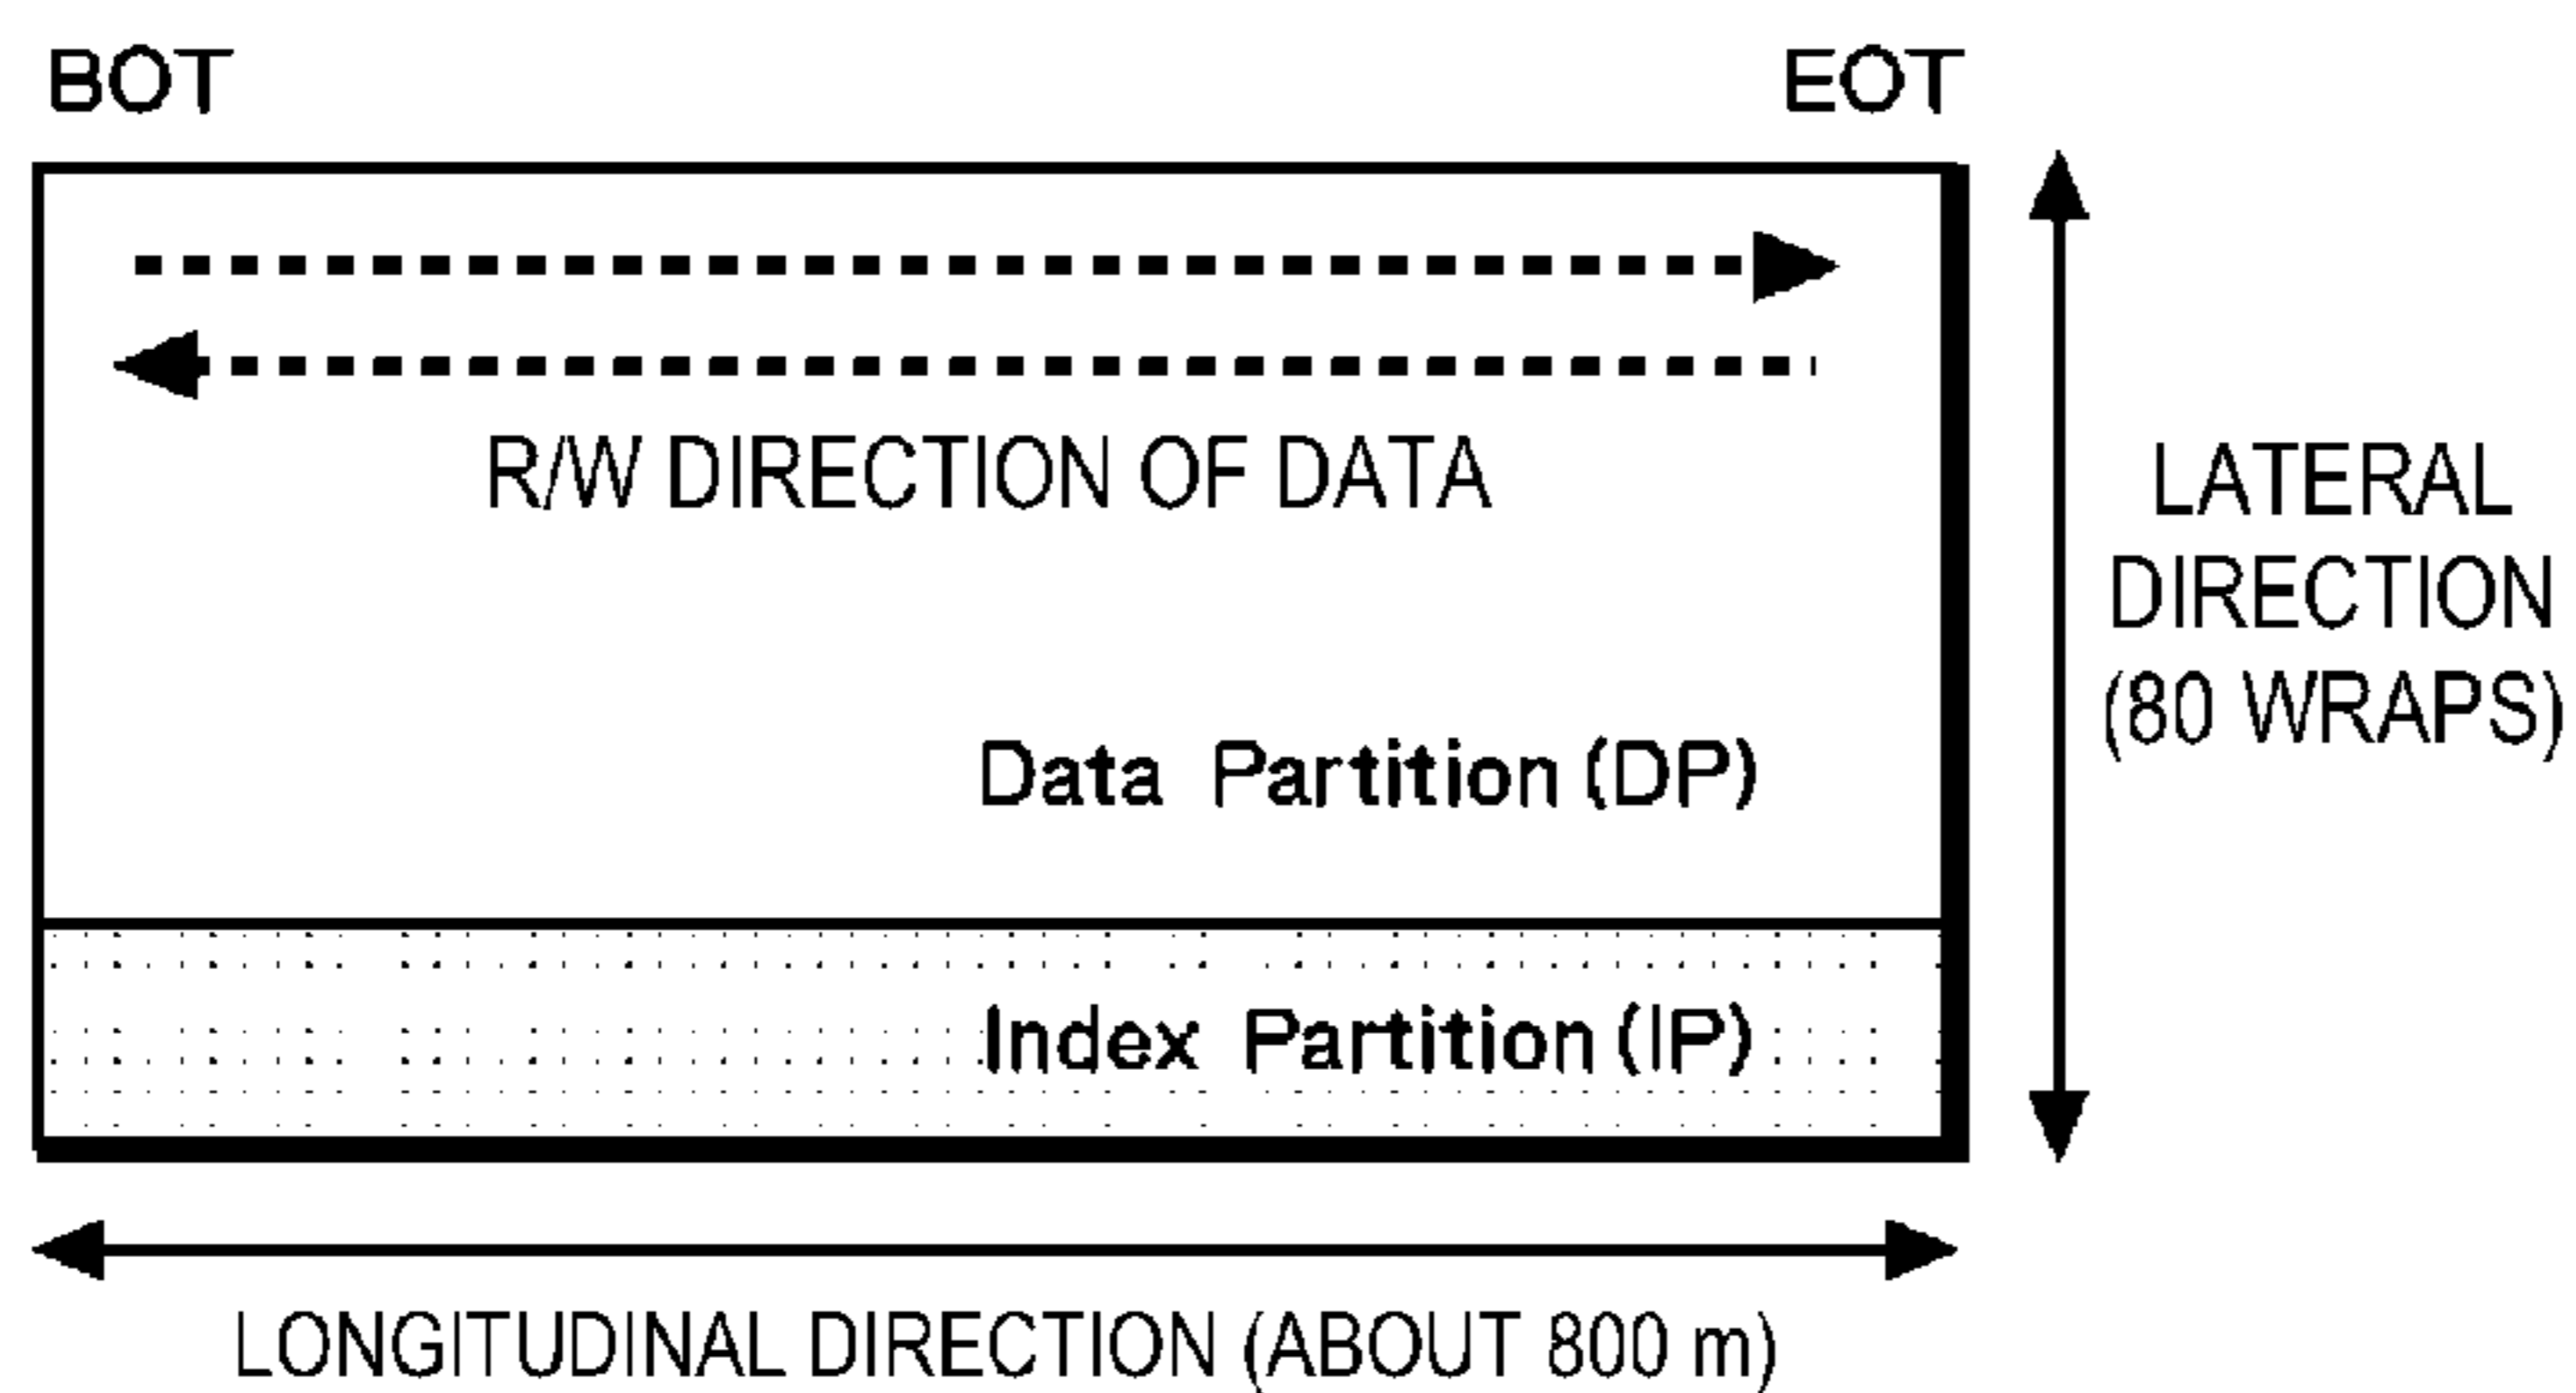 BOT
EOT
R/W DIRECTION OF DATA
LATERAL
DIRECTION
(80 WRAPS)
Data Partition (DP)
Index Partition (IP)
LONGITUDINAL DIRECTION (ABOUT 800 m)